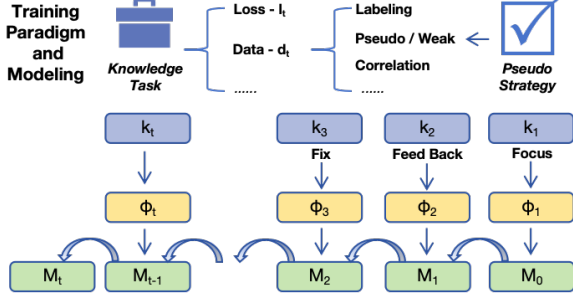 Training
Paradigm
and
Modeling
Knowledge
Task
Loss - lₜ
Data - dₜ
......
Labeling
Pseudo / Weak
Correlation
......
Pseudo
Strategy
kₜ
k₃
k₂
k₁
Fix
Feed Back
Focus
Φₜ
Φ₃
Φ₂
Φ₁
Mₜ
Mₜ₋₁
M₂
M₁
M₀